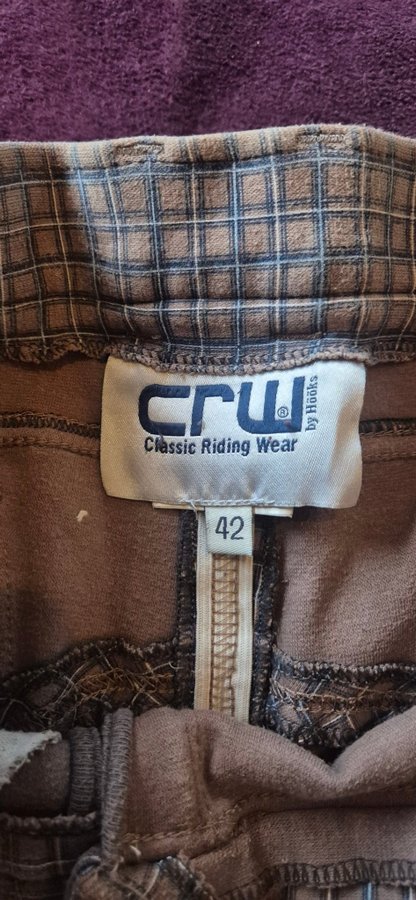 crw®
by Hööks
Classic Riding Wear
42